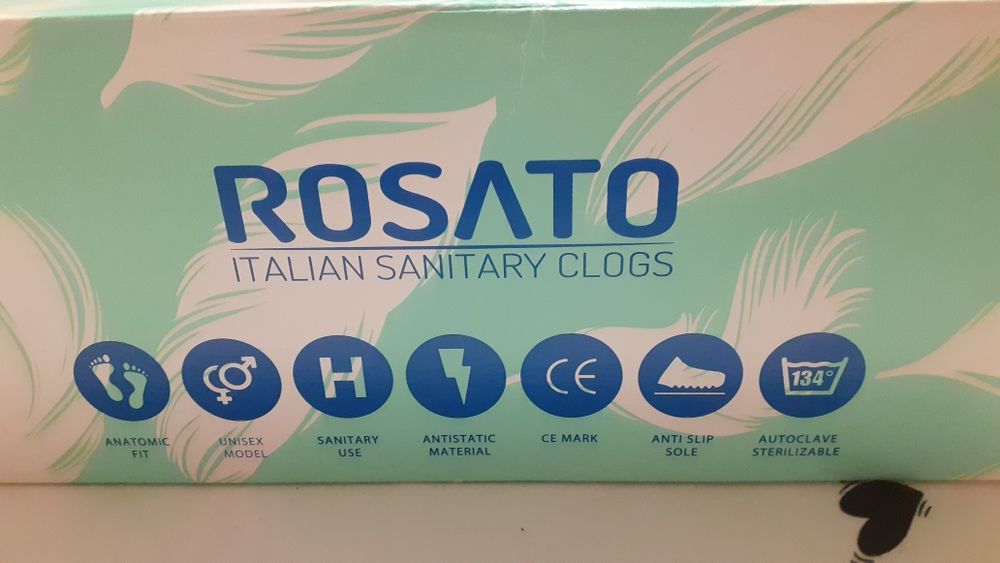 ROSATO
ITALIAN SANITARY CLOGS
H
CE
134°
ANATOMIC
FIT
UNISEX
MODEL
SANITARY
USE
ANTISTATIC
MATERIAL
CE MARK
ANTI SLIP
SOLE
AUTOCLAVE
STERILIZABLE